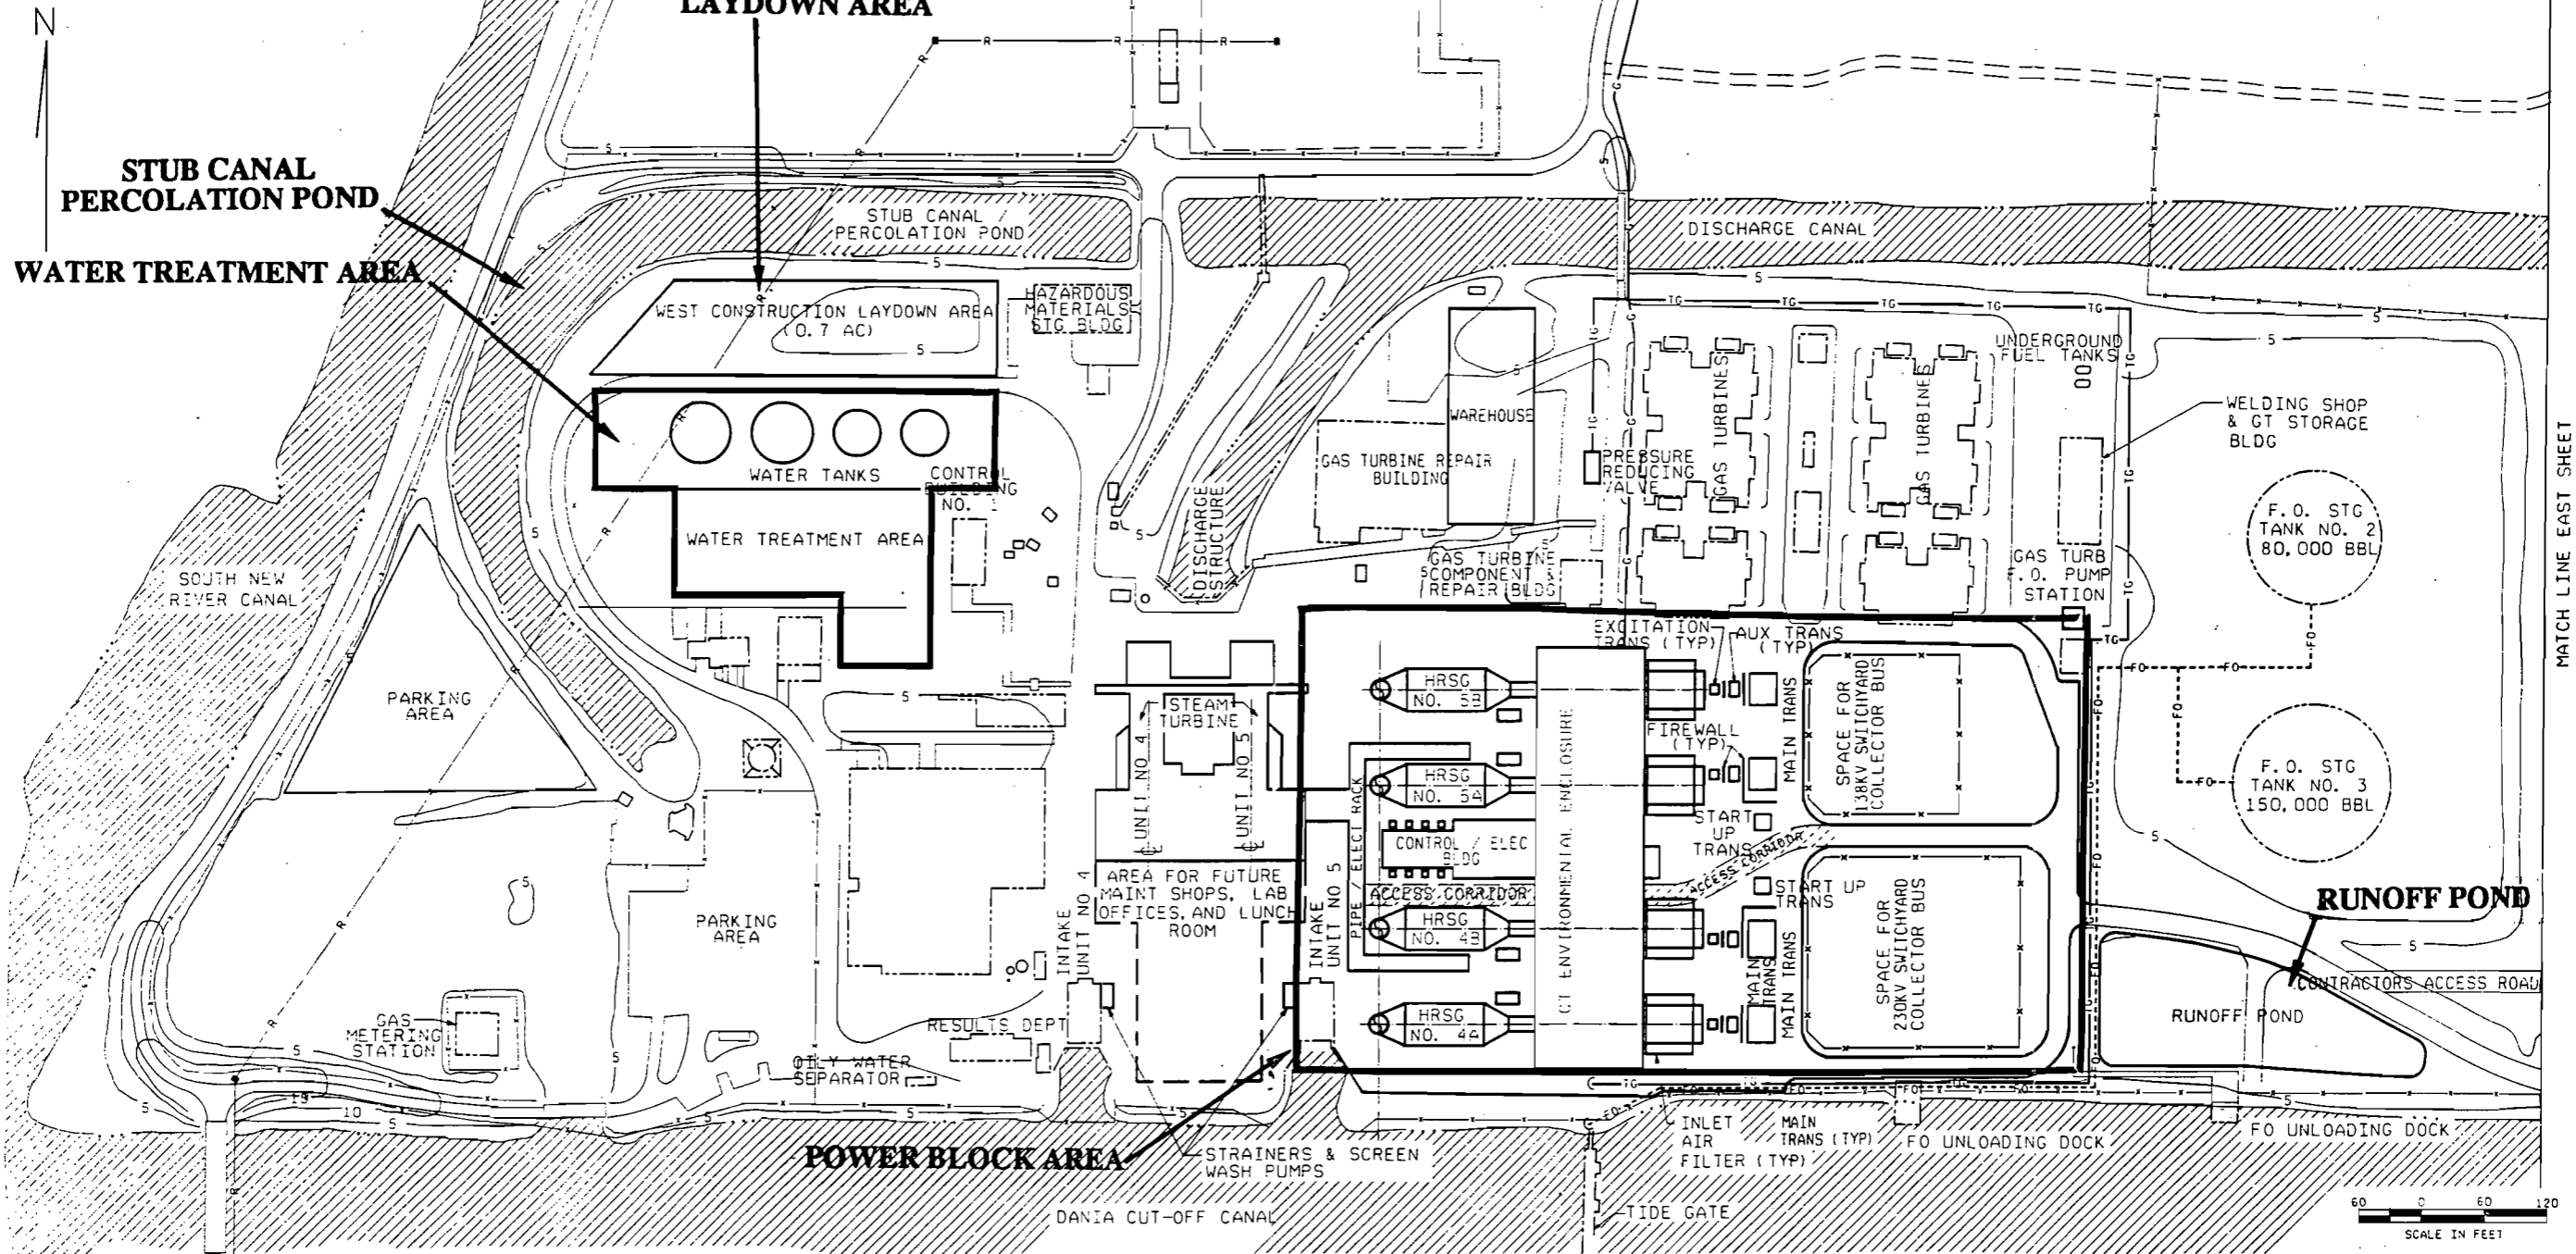 LAYDOWN AREA
N
STUB CANAL
PERCOLATION POND
WATER TREATMENT AREA
STUB CANAL /
PERCOLATION POND
DISCHARGE CANAL
WEST CONSTRUCTION LAYDOWN AREA
(0.7 AC)
HAZARDOUS
MATERIALS
STG BLDG
WATER TANKS
CONTROL
BUILDING
NO. 1
WATER TREATMENT AREA
DISCHARGE
STRUCTURE
WAREHOUSE
GAS TURBINE REPAIR
BUILDING
PRESSURE
REDUCING
VALVE
GAS TURBINES
GAS TURBINES
UNDERGROUND
FUEL TANKS
WELDING SHOP
& GT STORAGE
BLDG
F.O. STG
TANK NO. 2
80,000 BBL
MATCH LINE EAST SHEET
GAS TURBINE
COMPONENT &
REPAIR BLDG
GAS TURB
F.O. PUMP
STATION
SOUTH NEW
RIVER CANAL
PARKING
AREA
STEAM
TURBINE
UNIT NO 4
UNIT NO 5
EXCITATION
TRANS (TYP)
AUX TRANS
(TYP)
HRSG
NO. 5B
HRSG
NO. 5A
FIREWALL
(TYP)
MAIN TRANS
SPACE FOR
138KV SWITCHYARD
COLLECTOR BUS
F.O. STG
TANK NO. 3
150,000 BBL
PIPE / ELECT RACK
CONTROL / ELEC
BLDG
CT ENVIRONMENTAL ENCLOSURE
START
UP
TRANS
ACCESS CORRIDOR
ACCESS CORRIDOR
START UP
TRANS
AREA FOR FUTURE
MAINT SHOPS, LAB
OFFICES, AND LUNCH
ROOM
INTAKE
UNIT NO 4
INTAKE
UNIT NO 5
HRSG
NO. 4B
HRSG
NO. 4A
MAIN
TRANS
MAIN TRANS
SPACE FOR
230KV SWITCHYARD
COLLECTOR BUS
PARKING
AREA
RUNOFF POND
CONTRACTORS ACCESS ROAD
RUNOFF POND
GAS
METERING
STATION
RESULTS DEPT
OILY WATER
SEPARATOR
POWER BLOCK AREA
STRAINERS & SCREEN
WASH PUMPS
INLET
AIR
FILTER (TYP)
MAIN
TRANS (TYP)
FO UNLOADING DOCK
FO UNLOADING DOCK
DANIA CUT-OFF CANAL
TIDE GATE
60 0 60 120
SCALE IN FEET